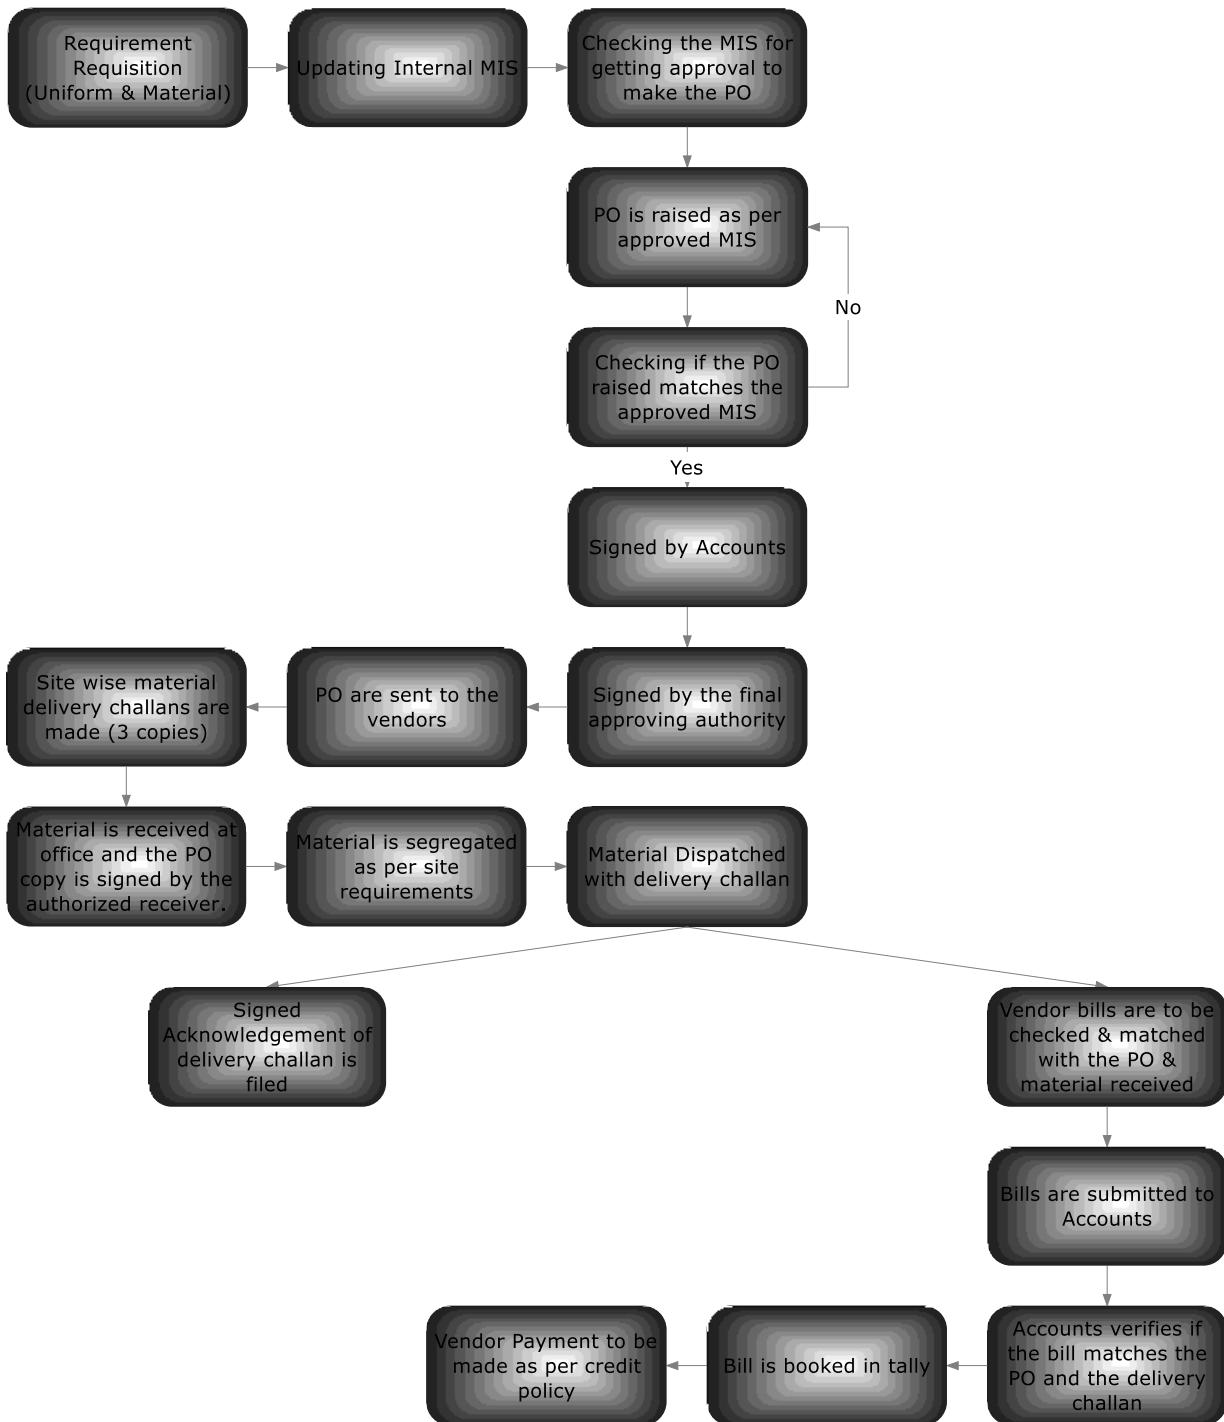 Requirement
Requisition
(Uniform & Material)
Updating Internal MIS
Checking the MIS for
getting approval to
make the PO
PO is raised as per
approved MIS
No
Checking if the PO
raised matches the
approved MIS
Yes
Signed by Accounts
Signed by the final
approving authority
PO are sent to the
vendors
Site wise material
delivery challans are
made (3 copies)
Material is received at
office and the PO
copy is signed by the
authorized receiver.
Material is segregated
as per site
requirements
Material Dispatched
with delivery challan
Signed
Acknowledgement of
delivery challan is
filed
Vendor bills are to be
checked & matched
with the PO &
material received
Bills are submitted to
Accounts
Accounts verifies if
the bill matches the
PO and the delivery
challan
Bill is booked in tally
Vendor Payment to be
made as per credit
policy